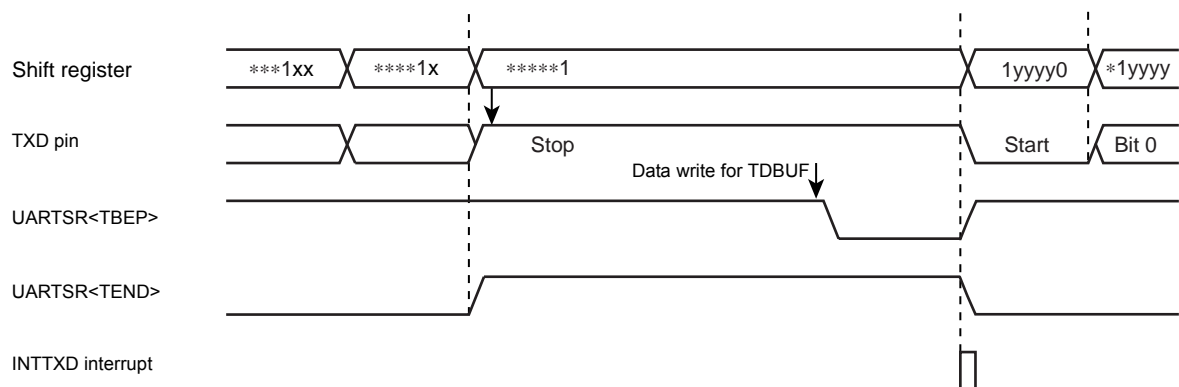 Shift register ***1xx ****1x *****1 1yyyy0 *1yyyy
TXD pin Stop Start Bit 0
Data write for TDBUF
UARTSR<TBEP>
UARTSR<TEND>
INTTXD interrupt